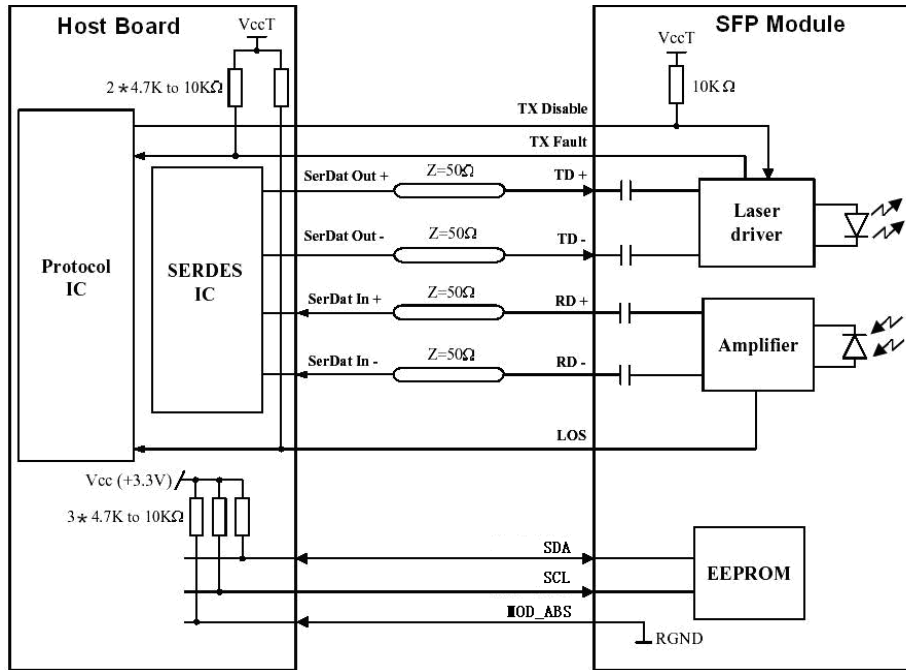 Host Board
SFP Module
VccT
VccT
2*4.7K to 10KΩ
10KΩ
TX Disable
TX Fault
SerDat Out +
Z=50Ω
TD +
Laser
driver
SerDat Out -
Z=50Ω
TD -
Protocol
IC
SERDES
IC
SerDat In +
Z=50Ω
RD +
Amplifier
SerDat In -
Z=50Ω
RD -
LOS
Vcc (+3.3V)
3*4.7K to 10KΩ
SDA
EEPROM
SCL
MOD_ABS
RGND